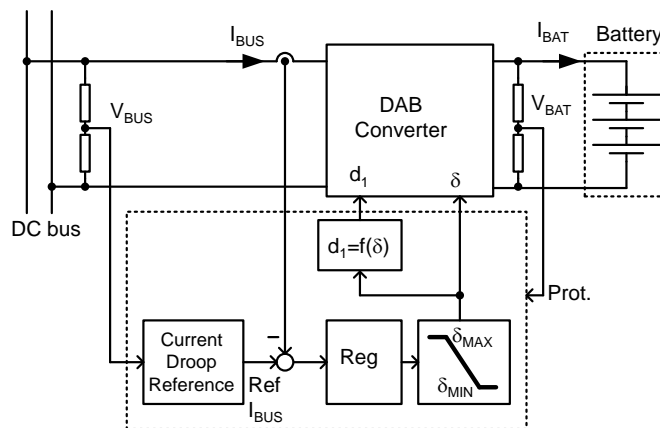 I_BUS
I_BAT
Battery
V_BUS
DAB
Converter
V_BAT
d_1
δ
DC bus
d_1=f(δ)
Prot.
–
Current
Droop
Reference
Ref
I_BUS
Reg
δ_MAX
δ_MIN